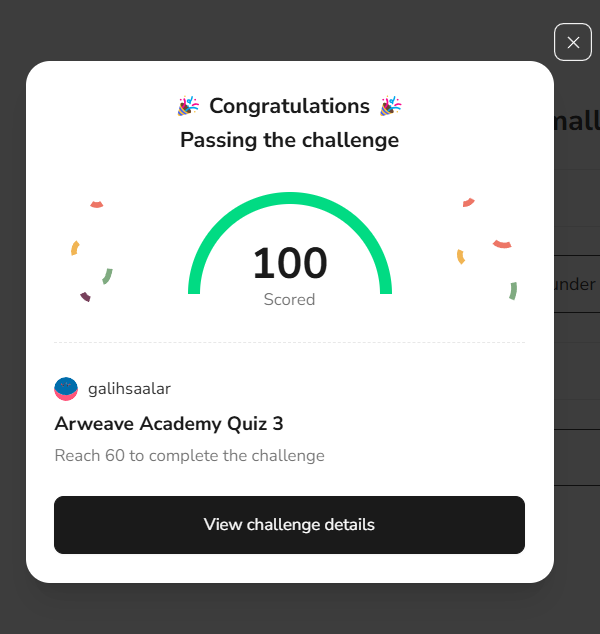 🎉 Congratulations 🎉
Passing the challenge
100
Scored
galihsaalar
Arweave Academy Quiz 3
Reach 60 to complete the challenge
View challenge details
under